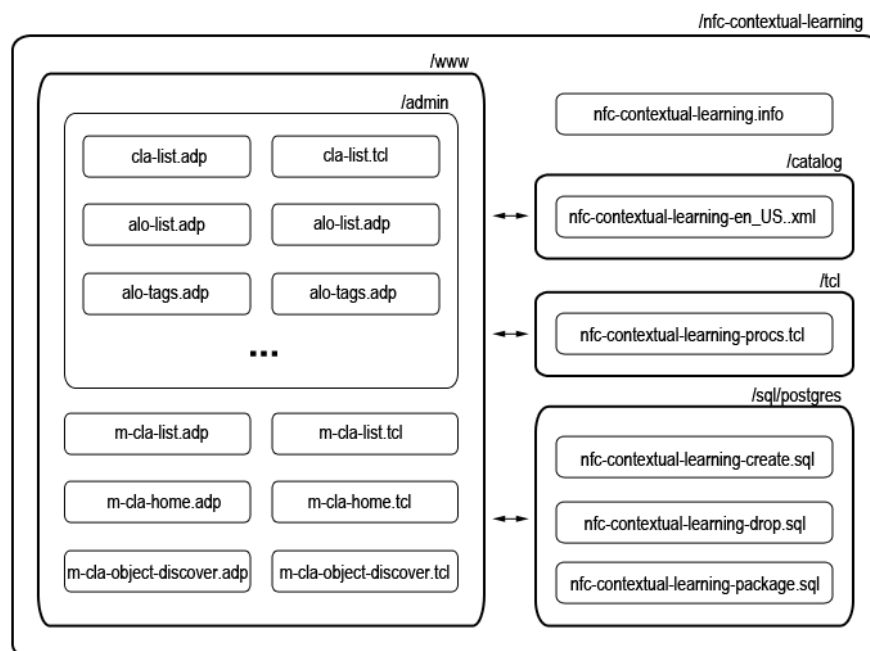 /nfc-contextual-learning
/www
/admin
cla-list.adp
cla-list.tcl
alo-list.adp
alo-list.adp
alo-tags.adp
alo-tags.adp
...
m-cla-list.adp
m-cla-list.tcl
m-cla-home.adp
m-cla-home.tcl
m-cla-object-discover.adp
m-cla-object-discover.tcl
nfc-contextual-learning.info
/catalog
nfc-contextual-learning-en_US..xml
/tcl
nfc-contextual-learning-procs.tcl
/sql/postgres
nfc-contextual-learning-create.sql
nfc-contextual-learning-drop.sql
nfc-contextual-learning-package.sql